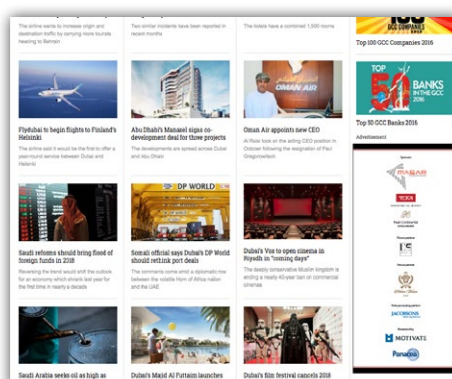 The airline wants to increase origin and
destination traffic by carrying more tourists
heading to Bahrain
Two similar incidents have been reported in
recent months
The hotels have a combined 1,500 rooms
Flydubai to begin flights to Finland's
Helsinki
The airline said it would be the first to offer a
year-round service between Dubai and
Helsinki
Abu Dhabi's Manazel signs co-
development deal for three projects
The developments are spread across Dubai
and Abu Dhabi
OMAN AIR
Oman Air appoints new CEO
Al Raisi took on the acting CEO position in
October following the resignation of Paul
Gregorowitsch
Saudi reforms should bring flood of
foreign funds in 2018
Reversing the trend would shift the outlook
for an economy which shrank last year for
the first time in nearly a decade
DP WORLD
Somali official says Dubai's DP World
should rethink port deals
The comments come amid a diplomatic row
between the volatile Horn of Africa nation
and the UAE
Dubai's Vox to open cinema in
Riyadh in "coming days"
The deeply conservative Muslim kingdom is
ending a nearly 40-year ban on commercial
cinemas
Saudi Arabia seeks oil as high as
Dubai's Majid Al Futtaim launches
Dubai's film festival cancels 2018
100
GCC COMPANIES
2016
Top 100 GCC Companies 2016
TOP
50
BANKS
IN THE GCC
2016
Top 50 GCC Banks 2016
Advertisement
JACOBSONS
MOTIVATE
Panacea